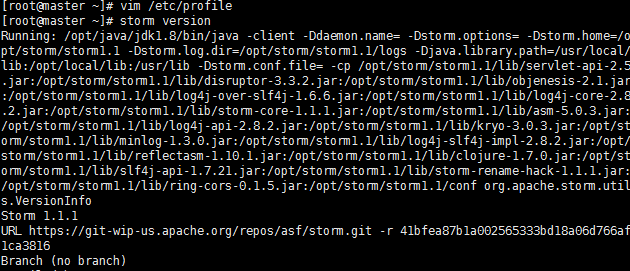 [root@master ~]# vim /etc/profile
[root@master ~]# storm version
Running: /opt/java/jdk1.8/bin/java -client -Ddaemon.name= -Dstorm.options= -Dstorm.home=/o
pt/storm/storm1.1 -Dstorm.log.dir=/opt/storm/storm1.1/logs -Djava.library.path=/usr/local/
lib:/opt/local/lib:/usr/lib -Dstorm.conf.file= -cp /opt/storm/storm1.1/lib/servlet-api-2.5
.jar:/opt/storm/storm1.1/lib/disruptor-3.3.2.jar:/opt/storm/storm1.1/lib/objenesis-2.1.jar
:/opt/storm/storm1.1/lib/log4j-over-slf4j-1.6.6.jar:/opt/storm/storm1.1/lib/log4j-core-2.8
.2.jar:/opt/storm/storm1.1/lib/storm-core-1.1.1.jar:/opt/storm/storm1.1/lib/asm-5.0.3.jar:
/opt/storm/storm1.1/lib/log4j-api-2.8.2.jar:/opt/storm/storm1.1/lib/kryo-3.0.3.jar:/opt/st
orm/storm1.1/lib/minlog-1.3.0.jar:/opt/storm/storm1.1/lib/log4j-slf4j-impl-2.8.2.jar:/opt/
storm/storm1.1/lib/reflectasm-1.10.1.jar:/opt/storm/storm1.1/lib/clojure-1.7.0.jar:/opt/st
orm/storm1.1/lib/slf4j-api-1.7.21.jar:/opt/storm/storm1.1/lib/storm-rename-hack-1.1.1.jar:
/opt/storm/storm1.1/lib/ring-cors-0.1.5.jar:/opt/storm/storm1.1/conf org.apache.storm.util
s.VersionInfo
Storm 1.1.1
URL https://git-wip-us.apache.org/repos/asf/storm.git -r 41bfea87b1a002565333bd18a06d766af
1ca3816
Branch (no branch)